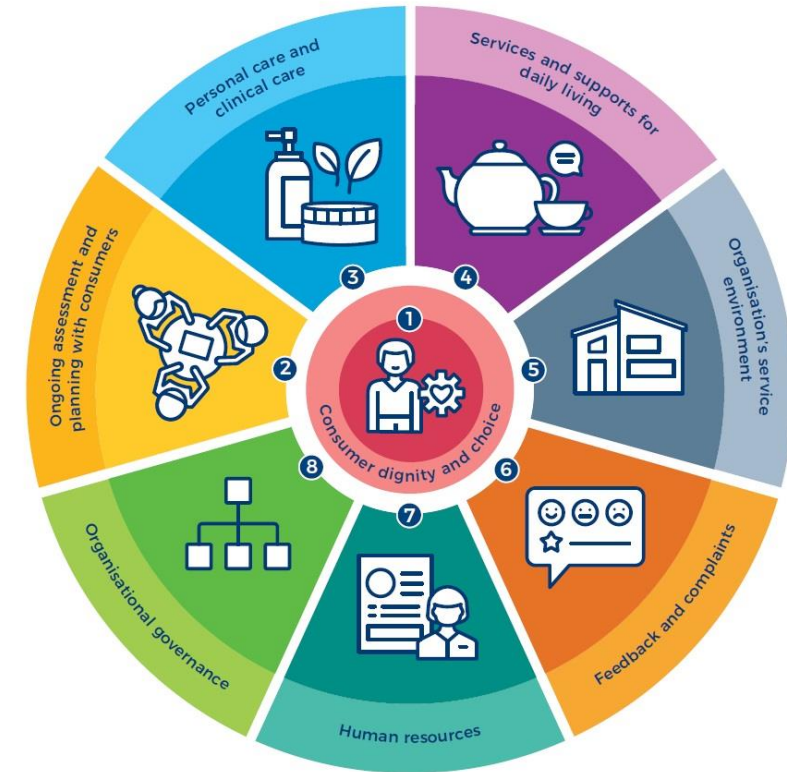 1
Consumer dignity and choice
2
Ongoing assessment and
planning with consumers
3
Personal care and
clinical care
4
Services and supports for
daily living
5
Organisation's service
environment
6
Feedback and complaints
7
Human resources
8
Organisational governance